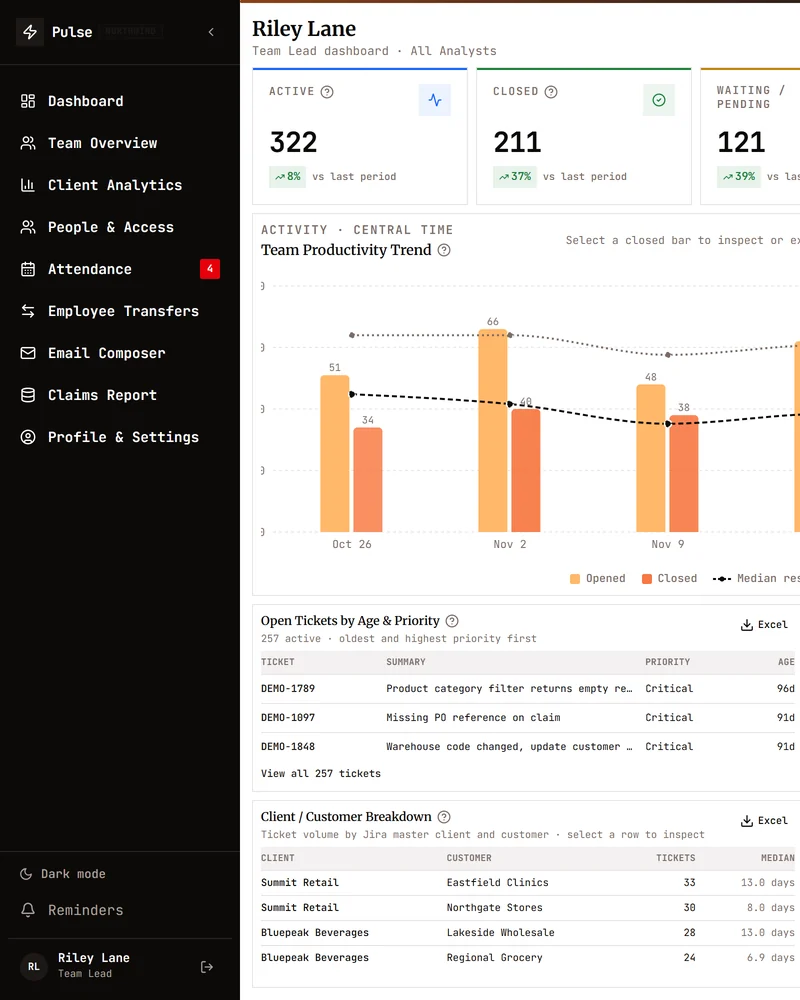 Pulse
Dashboard
Team Overview
Client Analytics
People & Access
Attendance 4
Employee Transfers
Email Composer
Claims Report
Profile & Settings
Dark mode
Reminders
RL Riley Lane
Team Lead
Riley Lane
Team Lead dashboard · All Analysts
ACTIVE
322
8% vs last period
CLOSED
211
37% vs last period
WAITING /
PENDING
121
39%
ACTIVITY · CENTRAL TIME
Team Productivity Trend
Select a closed bar to inspect or
66
51
48
40
38
34
Oct 26 Nov 2 Nov 9
Opened Closed Median
Open Tickets by Age & Priority
Excel
257 active · oldest and highest priority first
TICKET SUMMARY PRIORITY AGE
DEMO-1789 Product category filter returns empty re… Critical 96d
DEMO-1097 Missing PO reference on claim Critical 91d
DEMO-1848 Warehouse code changed, update customer … Critical 91d
View all 257 tickets
Client / Customer Breakdown
Excel
Ticket volume by Jira master client and customer · select a row to inspect
CLIENT CUSTOMER TICKETS MEDIAN
Summit Retail Eastfield Clinics 33 13.0 days
Summit Retail Northgate Stores 30 8.0 days
Bluepeak Beverages Lakeside Wholesale 28 13.0 days
Bluepeak Beverages Regional Grocery 24 6.9 days